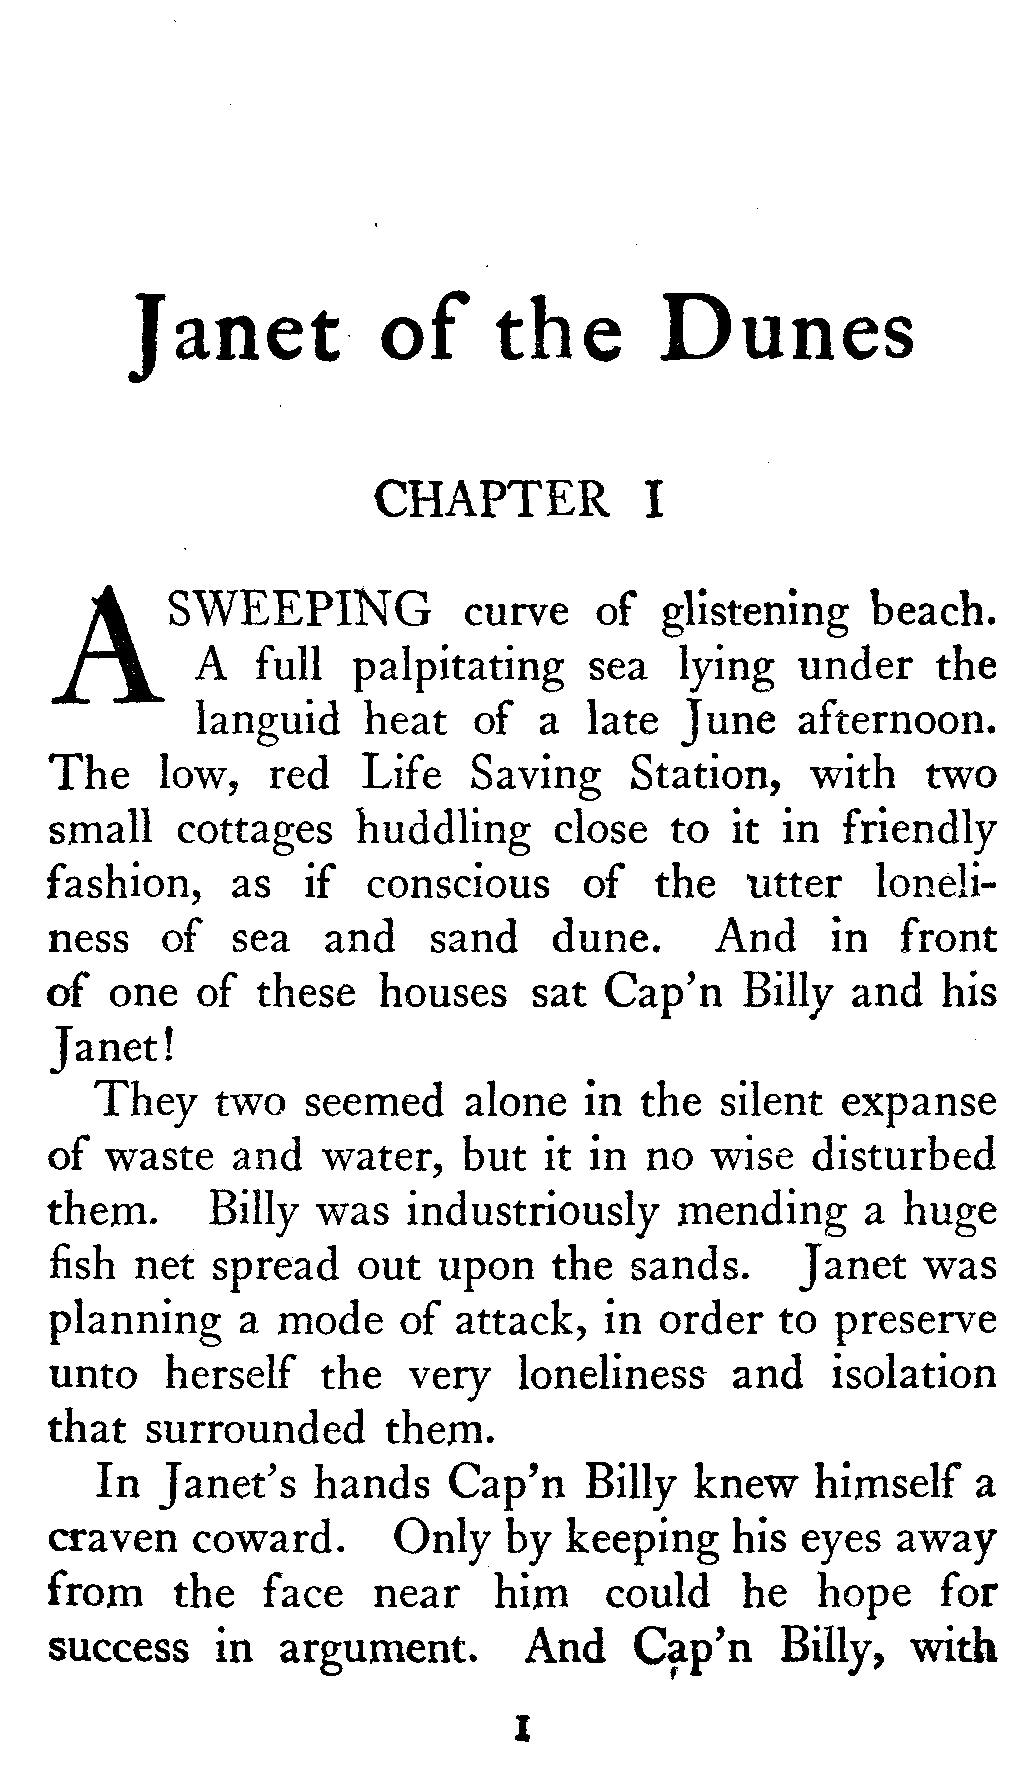 Janet of the Dunes
CHAPTER I
A SWEEPING curve of glistening beach.
A full palpitating sea lying under the
languid heat of a late June afternoon.
The low, red Life Saving Station, with two
small cottages huddling close to it in friendly
fashion, as if conscious of the utter loneli-
ness of sea and sand dune. And in front
of one of these houses sat Cap'n Billy and his
Janet!
They two seemed alone in the silent expanse
of waste and water, but it in no wise disturbed
them. Billy was industriously mending a huge
fish net spread out upon the sands. Janet was
planning a mode of attack, in order to preserve
unto herself the very loneliness and isolation
that surrounded them.
In Janet's hands Cap'n Billy knew himself a
craven coward. Only by keeping his eyes away
from the face near him could he hope for
success in argument. And Cap'n Billy, with
1